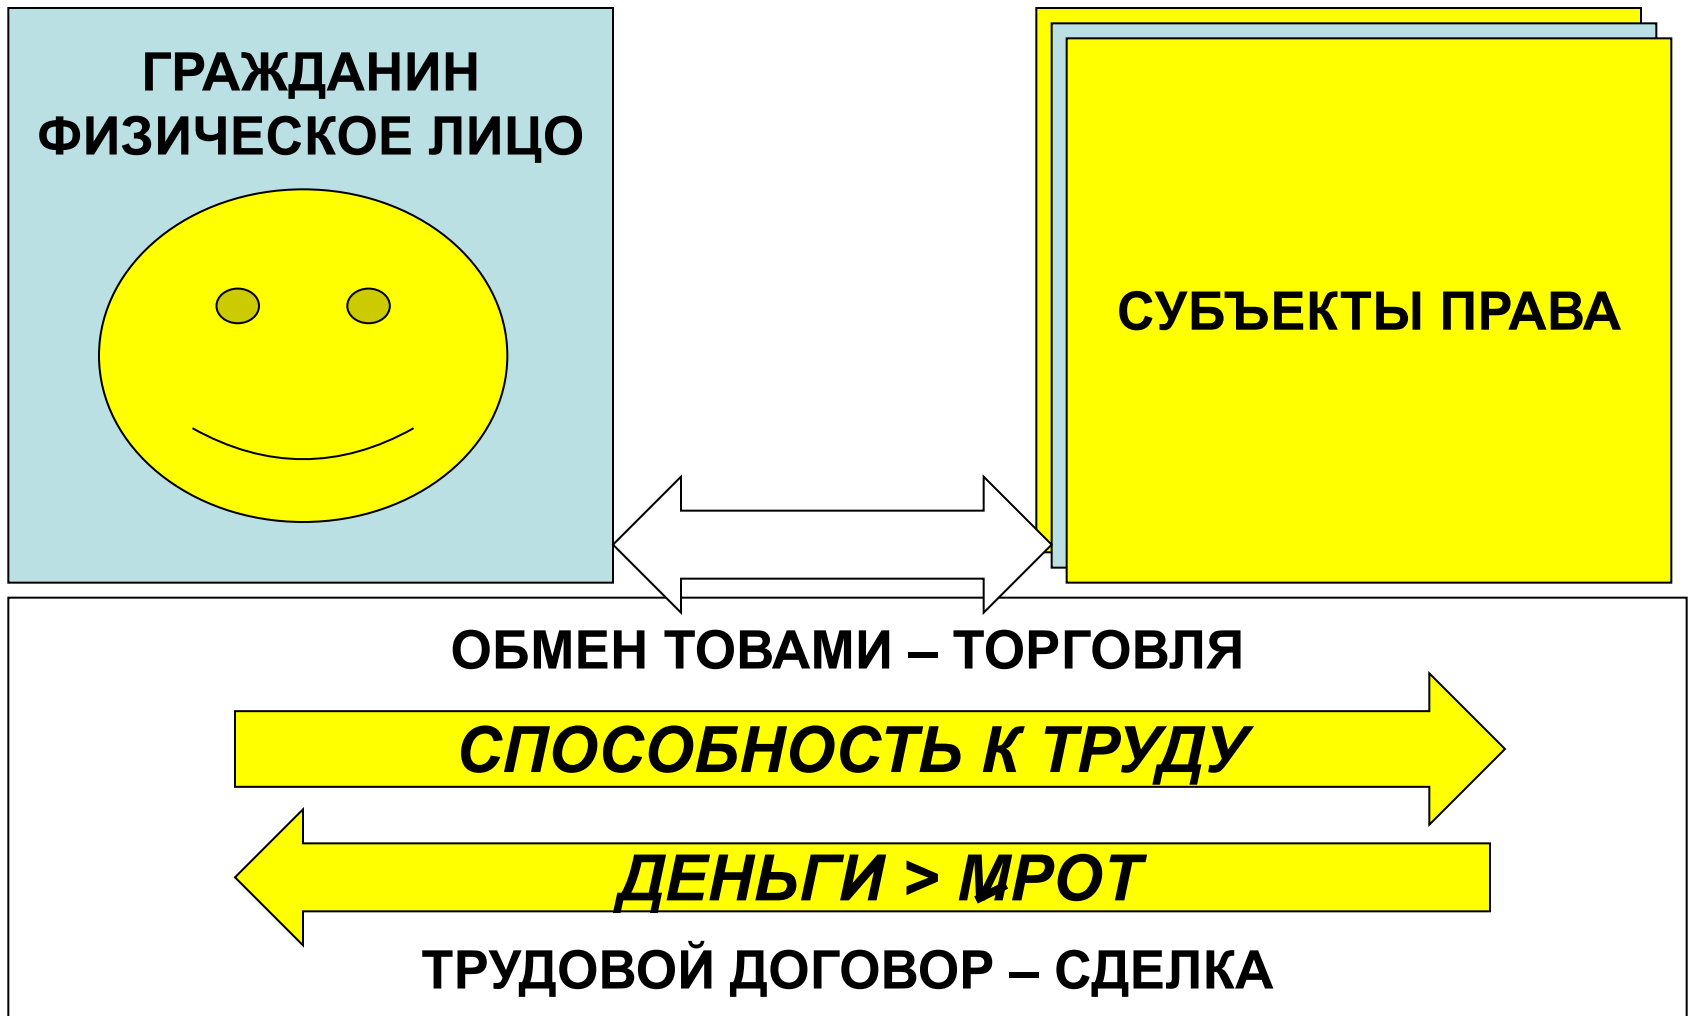 ГРАЖДАНИН
ФИЗИЧЕСКОЕ ЛИЦО
СУБЪЕКТЫ ПРАВА
ОБМЕН ТОВАМИ – ТОРГОВЛЯ
СПОСОБНОСТЬ К ТРУДУ
ДЕНЬГИ > МРОТ
ТРУДОВОЙ ДОГОВОР – СДЕЛКА